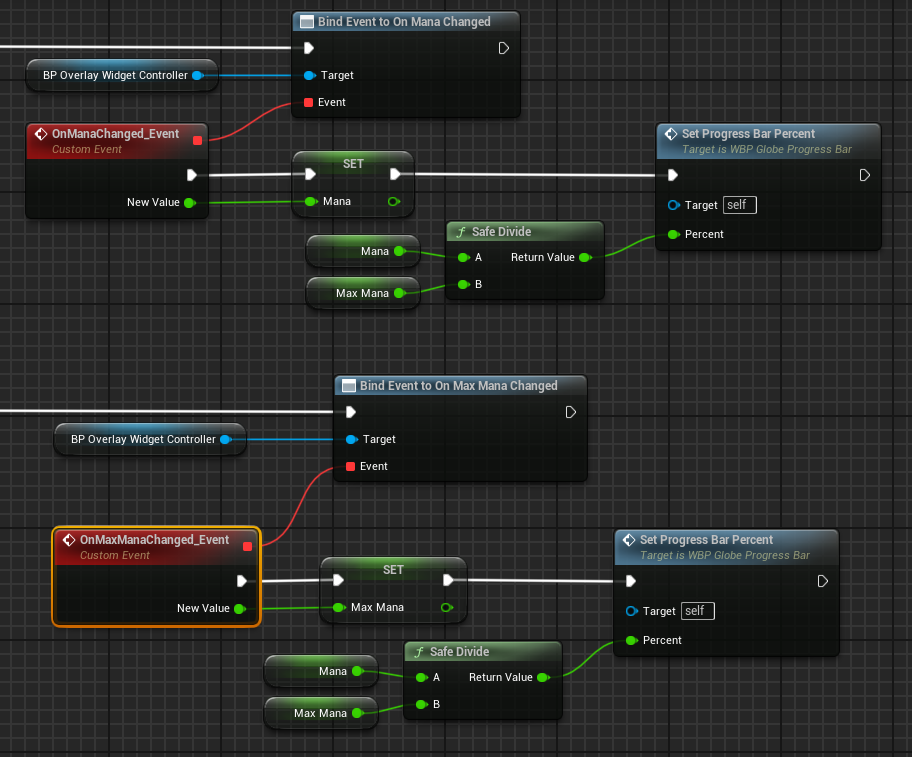 Bind Event to On Mana Changed
BP Overlay Widget Controller
Target
Event
OnManaChanged_Event
Custom Event
New Value
SET
Mana
Set Progress Bar Percent
Target is WBP Globe Progress Bar
Target self
Percent
Mana
Max Mana
f Safe Divide
A Return Value
B
Bind Event to On Max Mana Changed
BP Overlay Widget Controller
Target
Event
OnMaxManaChanged_Event
Custom Event
New Value
SET
Max Mana
Set Progress Bar Percent
Target is WBP Globe Progress Bar
Target self
Percent
Mana
Max Mana
f Safe Divide
A Return Value
B